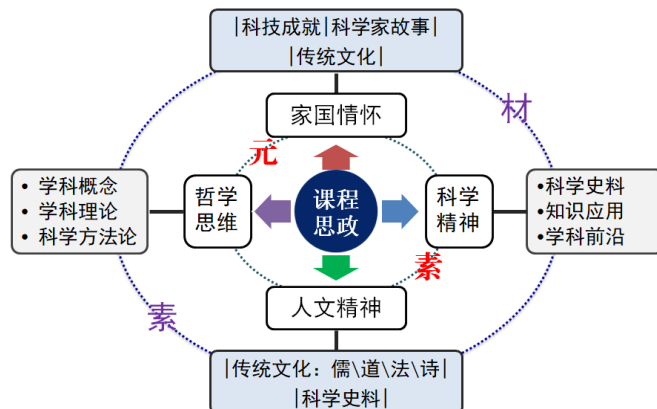 |科技成就|科学家故事|
|传统文化|
材
家国情怀
元
• 学科概念
• 学科理论
• 科学方法论
哲学
思维
课程
思政
科学
精神
•科学史料
•知识应用
•学科前沿
素
人文精神
素
|传统文化：儒\道\法\诗|
|科学史料|